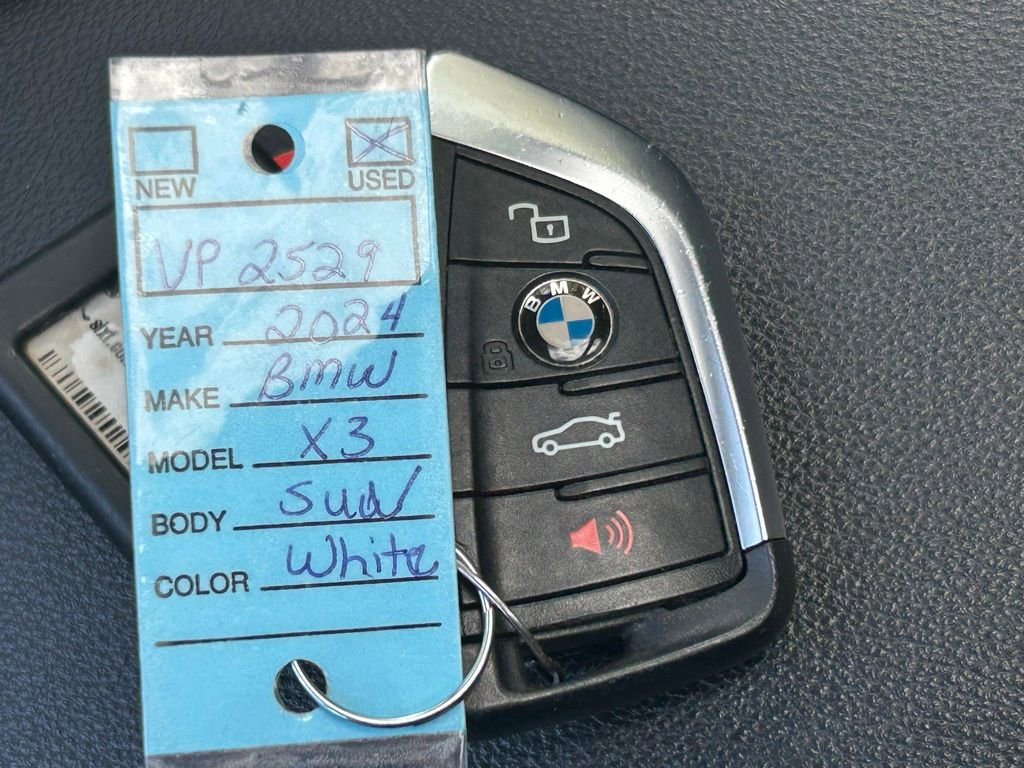 NEW USED
VP 2529
YEAR 2024
MAKE BMW
MODEL X3
BODY SUV
COLOR White
BMW